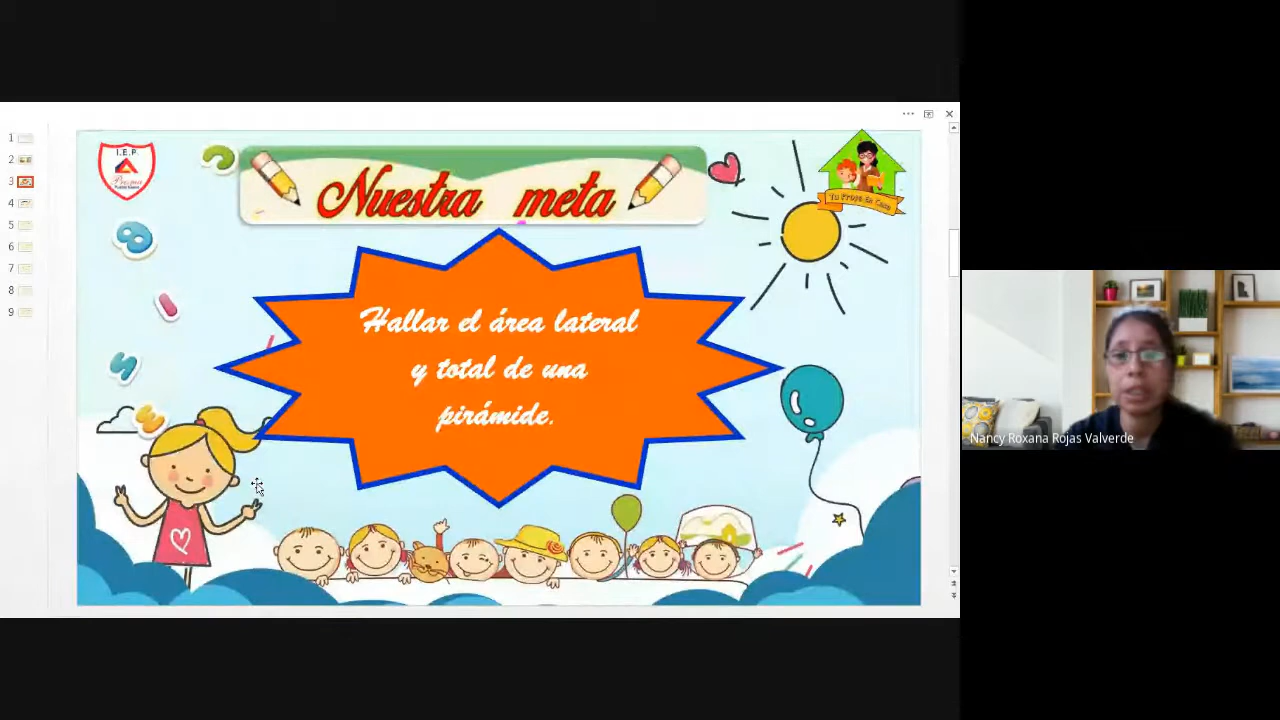 1
2
3
4
5
6
7
8
9
I.E.P.
Nuestra meta
Tu Profe En Casa
Hallar el área lateral
y total de una
pirámide.
Nancy Roxana Rojas Valverde